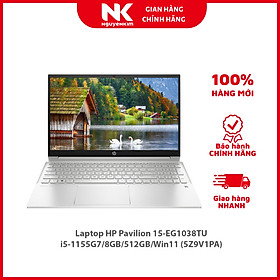 NK
NGUYENKIM
GIAN HÀNG
CHÍNH HÃNG
100%
HÀNG MỚI
Bảo hành
CHÍNH HÃNG
Giao hàng
NHANH
Laptop HP Pavilion 15-EG1038TU
i5-1155G7/8GB/512GB/Win11 (5Z9V1PA)